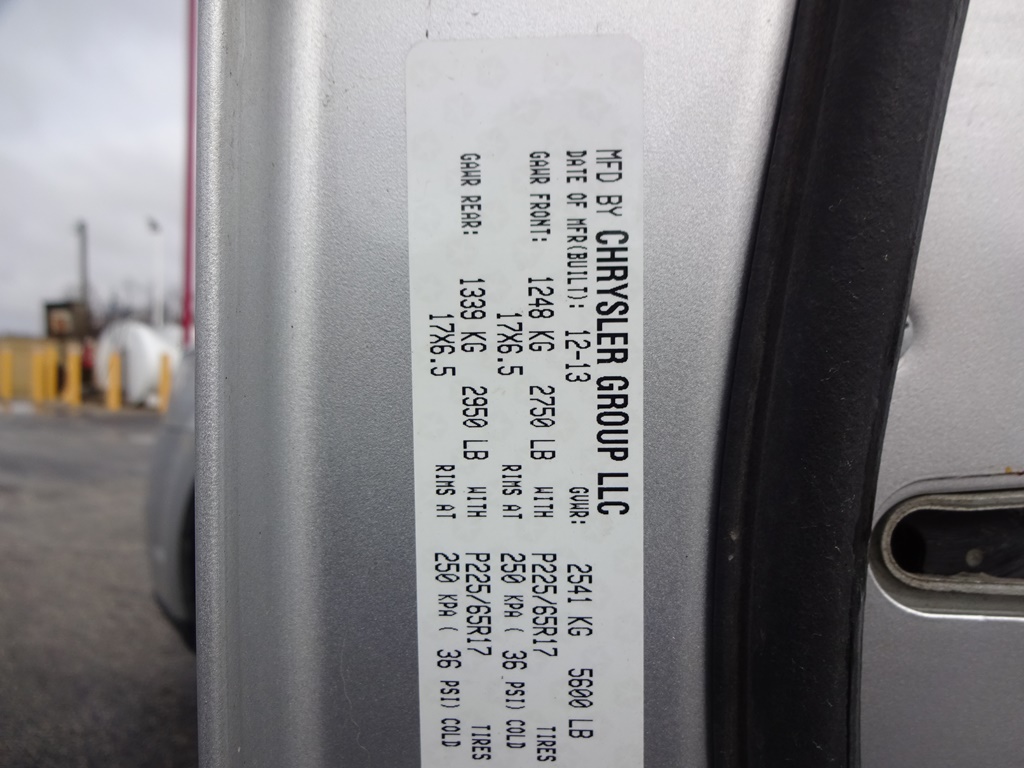 MFD BY CHRYSLER GROUP LLC
DATE OF MFR(BUILT): 12-13 GVWR: 2541 KG 5600 LB
GAWR FRONT: 1248 KG 2750 LB WITH P225/65R17 TIRES
17X6.5 RIMS AT 250 KPA ( 36 PSI) COLD
GAWR REAR: 1339 KG 2950 LB WITH P225/65R17 TIRES
17X6.5 RIMS AT 250 KPA ( 36 PSI) COLD